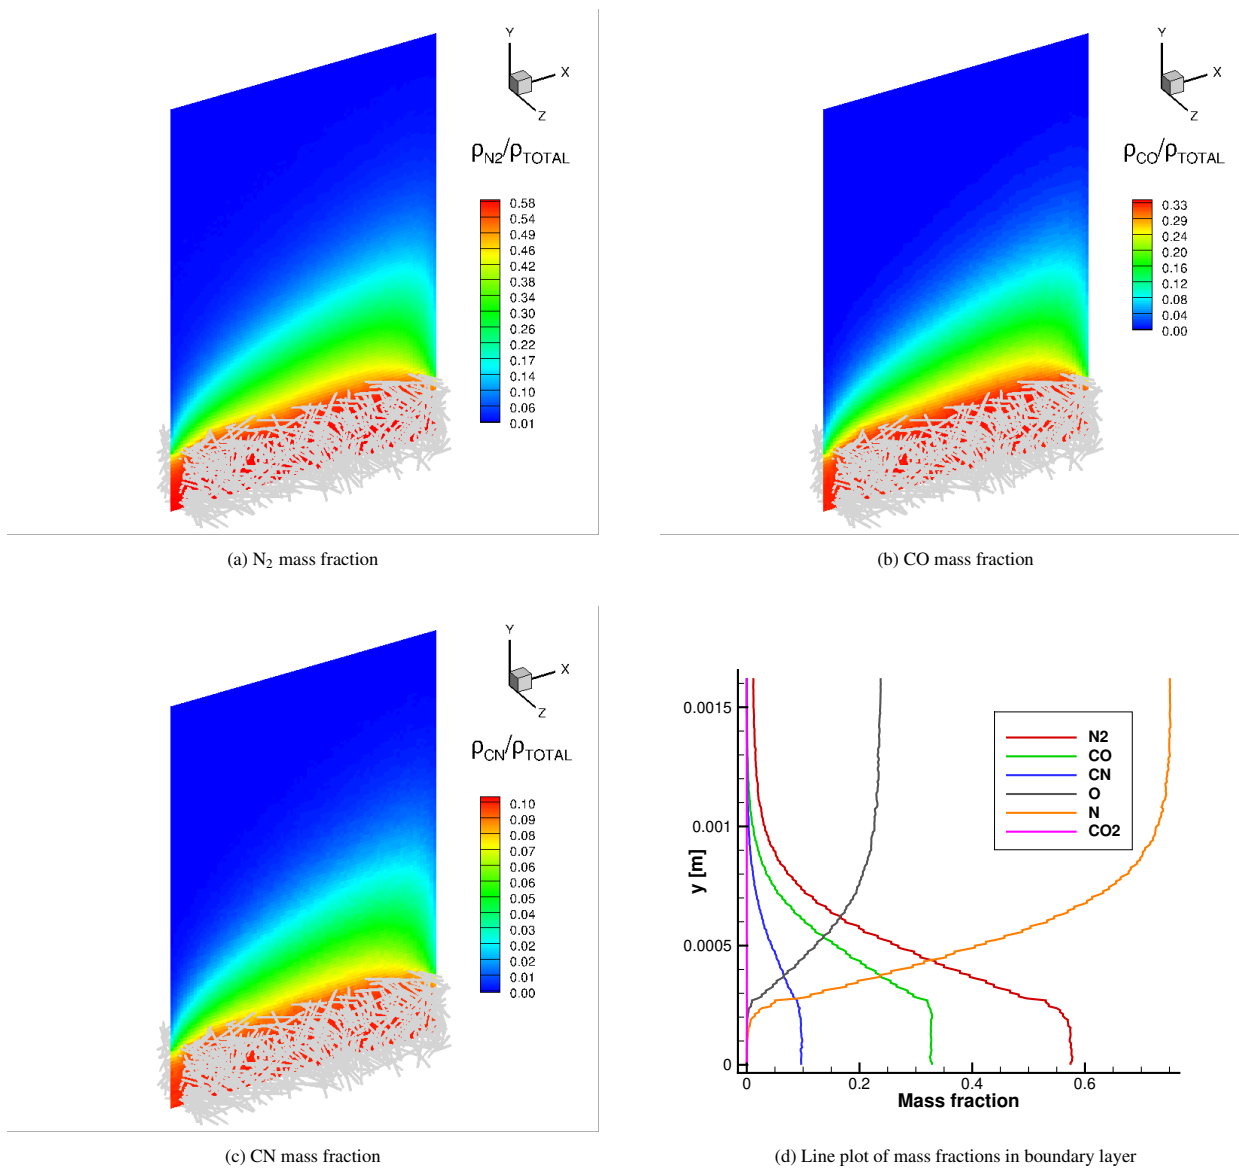 Y
X
Z
ρN2/ρTOTAL
0.58
0.54
0.49
0.46
0.42
0.38
0.34
0.30
0.26
0.22
0.17
0.14
0.10
0.06
0.01
(a) N2 mass fraction
Y
X
Z
ρCO/ρTOTAL
0.33
0.29
0.24
0.20
0.16
0.12
0.08
0.04
0.00
(b) CO mass fraction
Y
X
Z
ρCN/ρTOTAL
0.10
0.09
0.08
0.08
0.07
0.06
0.06
0.05
0.04
0.03
0.02
0.02
0.01
0.00
(c) CN mass fraction
0.0015
0.001
0.0005
0
y [m]
N2
CO
CN
O
N
CO2
0 0.2 0.4 0.6
Mass fraction
(d) Line plot of mass fractions in boundary layer